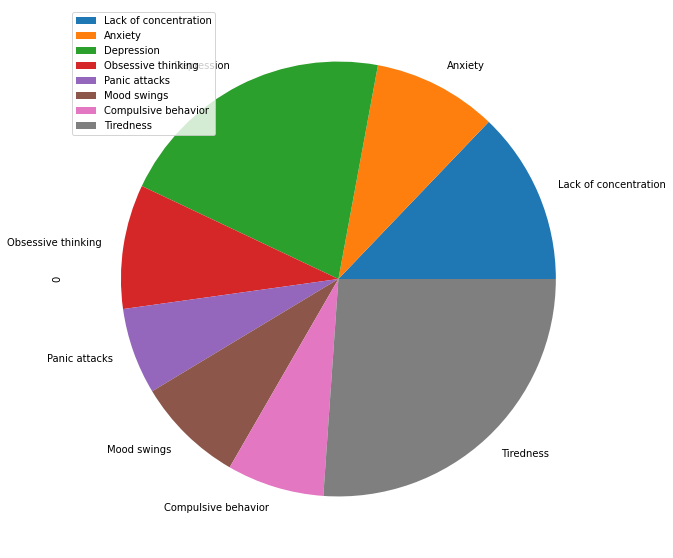 Lack of concentration
Anxiety
Depression
Obsessive thinking
Panic attacks
Mood swings
Compulsive behavior
Tiredness
Depression
Anxiety
Lack of concentration
Obsessive thinking
0
Panic attacks
Mood swings
Tiredness
Compulsive behavior